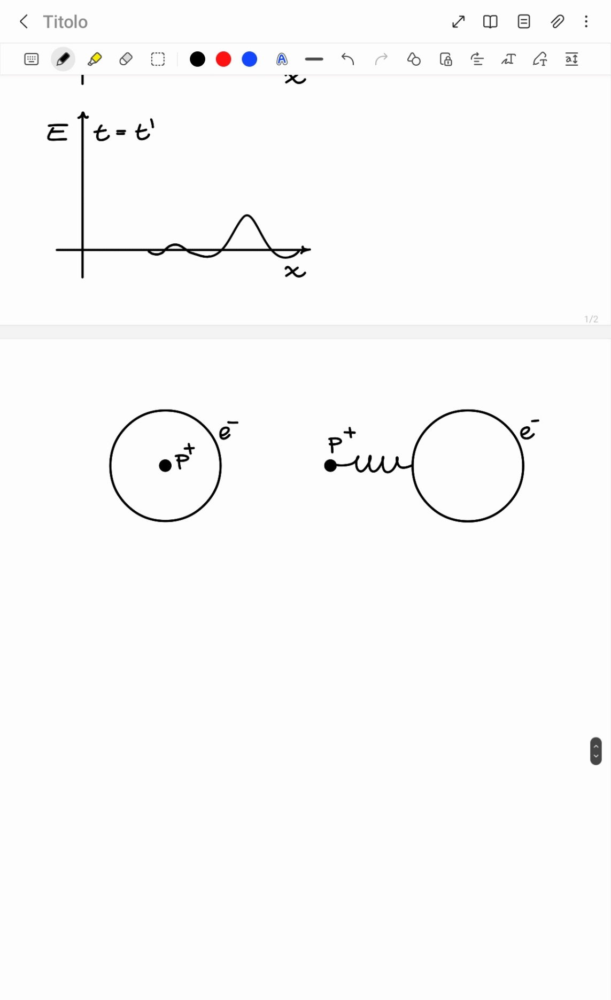 Titolo
x
E t = t'
x
1/2
e⁻ p⁺
p⁺ e⁻